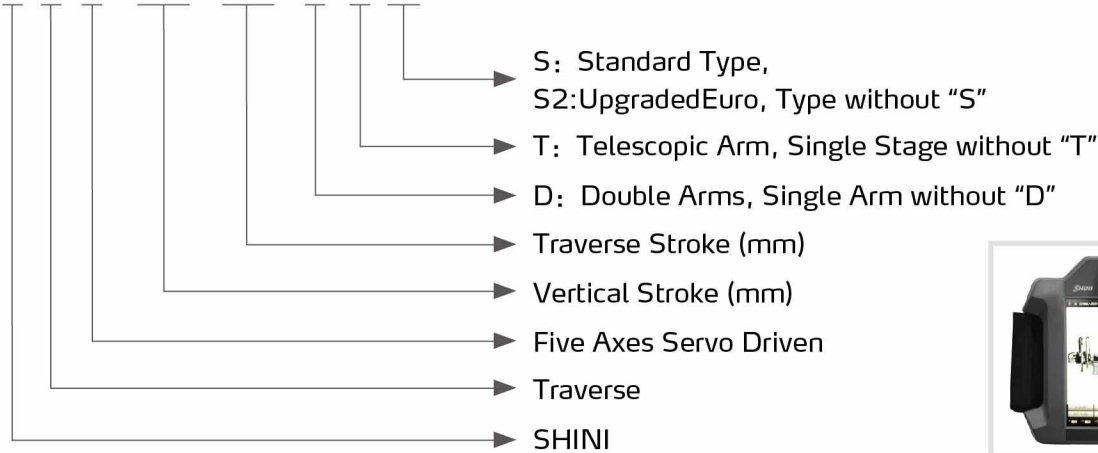 S: Standard Type,
S2:UpgradedEuro, Type without “S”
T: Telescopic Arm, Single Stage without “T”
D: Double Arms, Single Arm without “D”
Traverse Stroke (mm)
Vertical Stroke (mm)
Five Axes Servo Driven
Traverse
SHINI
SHINI